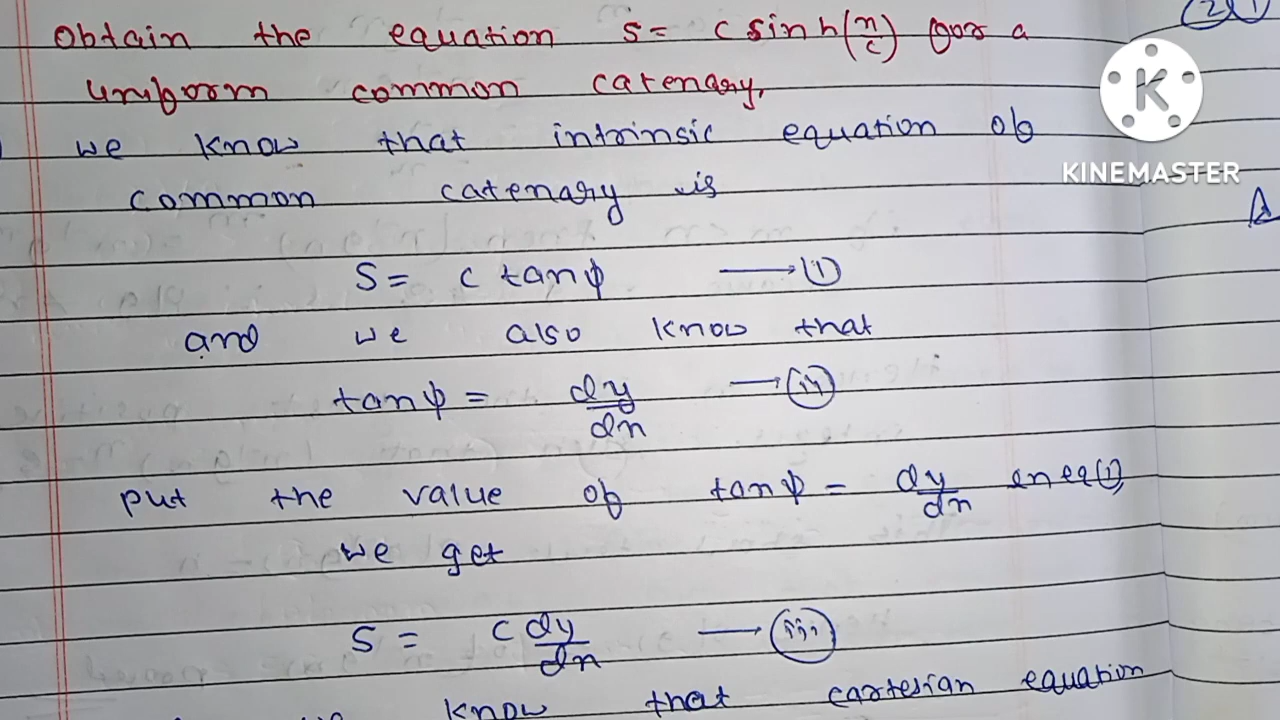 obtain the equation s = c sinh(x/c) for a
uniform common catenary.
we know that intrinsic equation of
common catenary is
S = c tanψ → (i)
and we also know that
tanψ = dy/dx → (ii)
put the value of tanψ = dy/dx in eq(i),
we get
S = c dy/dx → (iii)
know that cartesian equation
K
KINEMASTER